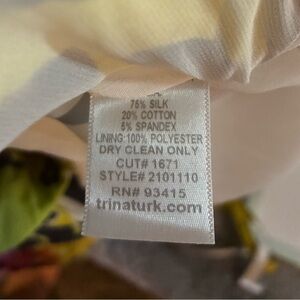 75% SILK
20% COTTON
5% SPANDEX
LINING: 100% POLYESTER
DRY CLEAN ONLY
CUT# 1671
STYLE# 2101110
RN# 93415
trinaturk.com